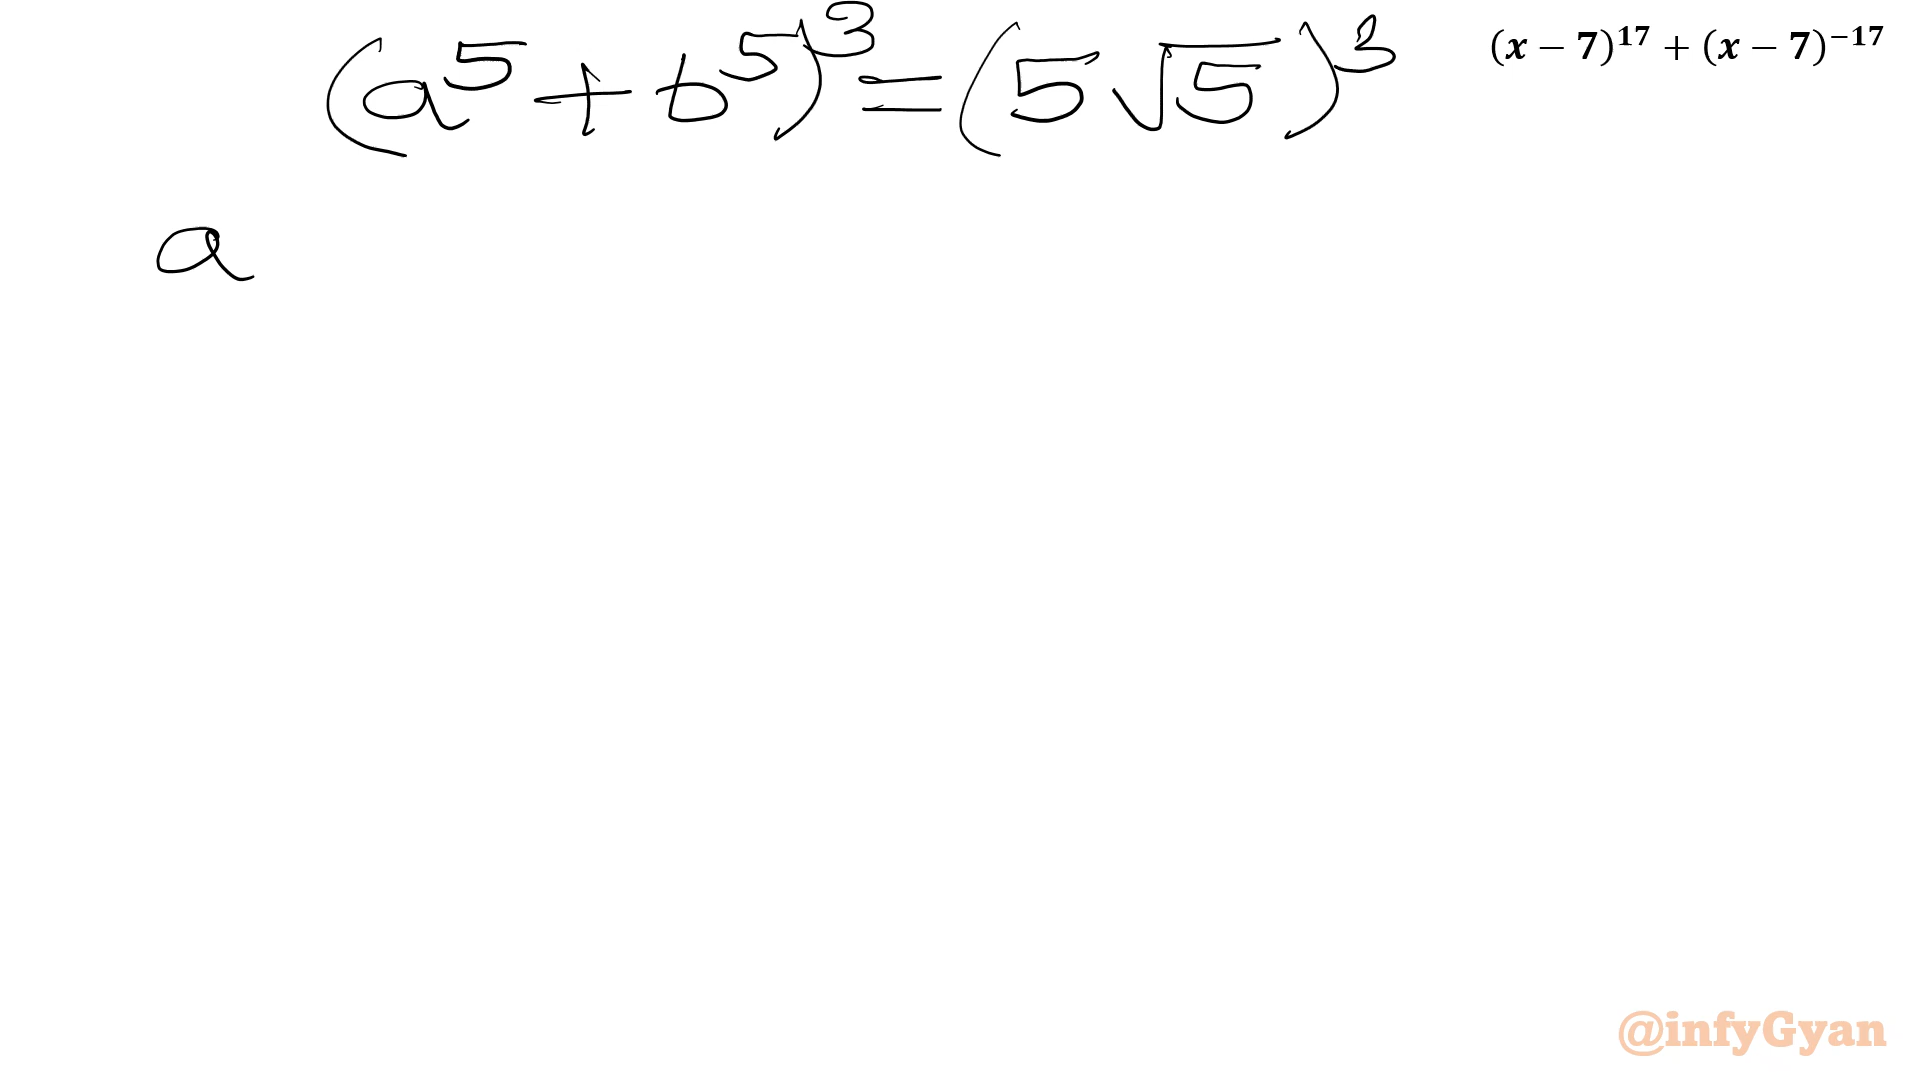 (a⁵ + b⁵)³ = (5√5)³
(x − 7)¹⁷ + (x − 7)⁻¹⁷
a
@infyGyan